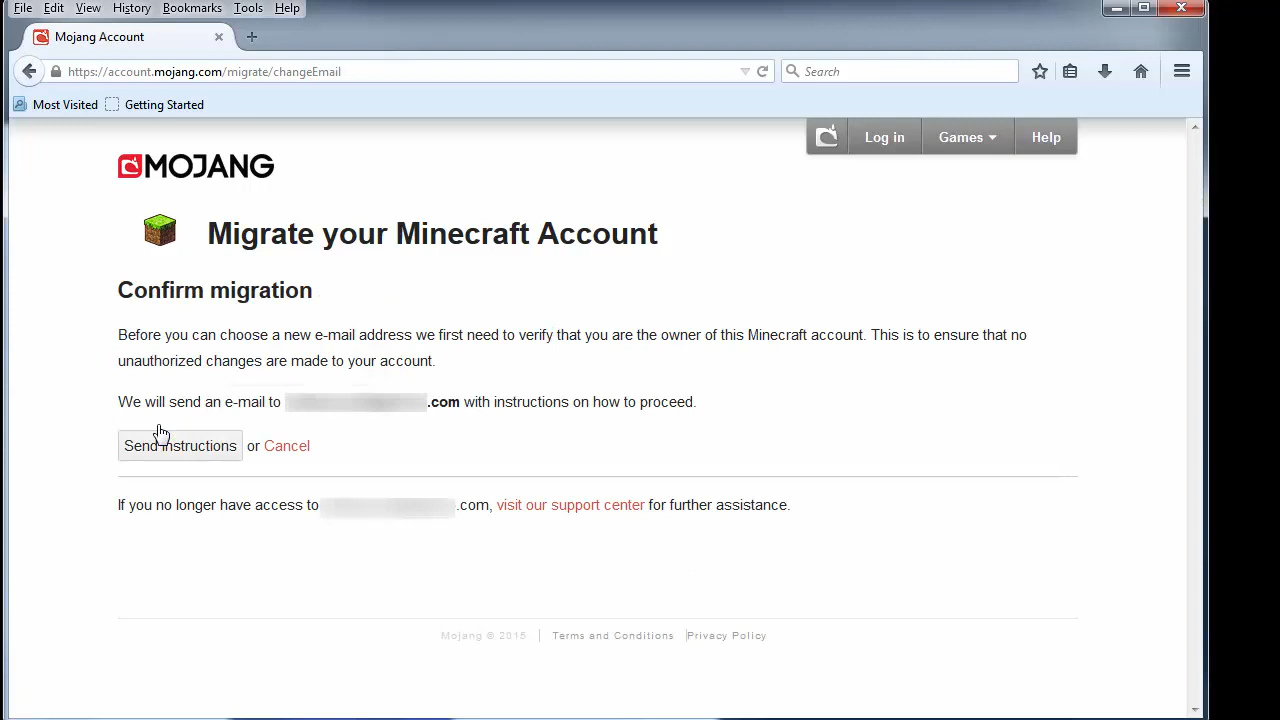 File Edit View History Bookmarks Tools Help
Mojang Account
https://account.mojang.com/migrate/changeEmail
Search
Most Visited Getting Started
Log in Games Help
MOJANG
Migrate your Minecraft Account
Confirm migration
Before you can choose a new e-mail address we first need to verify that you are the owner of this Minecraft account. This is to ensure that no
unauthorized changes are made to your account.
We will send an e-mail to .com with instructions on how to proceed.
Send instructions or Cancel
If you no longer have access to .com, visit our support center for further assistance.
Mojang © 2015 Terms and Conditions Privacy Policy